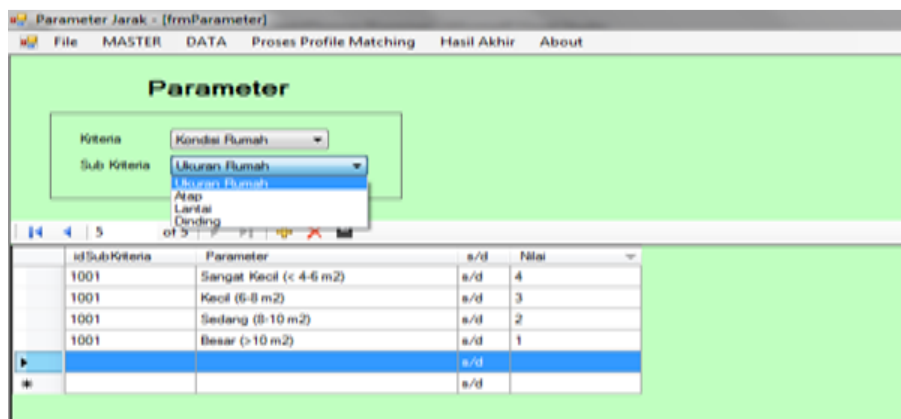 Parameter Jarak - [frmParameter]
File MASTER DATA Proses Profile Matching Hasil Akhir About
Parameter
Kriteria Kondisi Rumah
Sub Kriteria Ukuran Rumah
Ukuran Rumah
Atap
Lantai
Dinding
5 of 5
idSubKriteria Parameter s/d Nilai
1001 Sangat Kecil (< 4-6 m2) s/d 4
1001 Kecil (6-8 m2) s/d 3
1001 Sedang (8-10 m2) s/d 2
1001 Besar (>10 m2) s/d 1
s/d
s/d